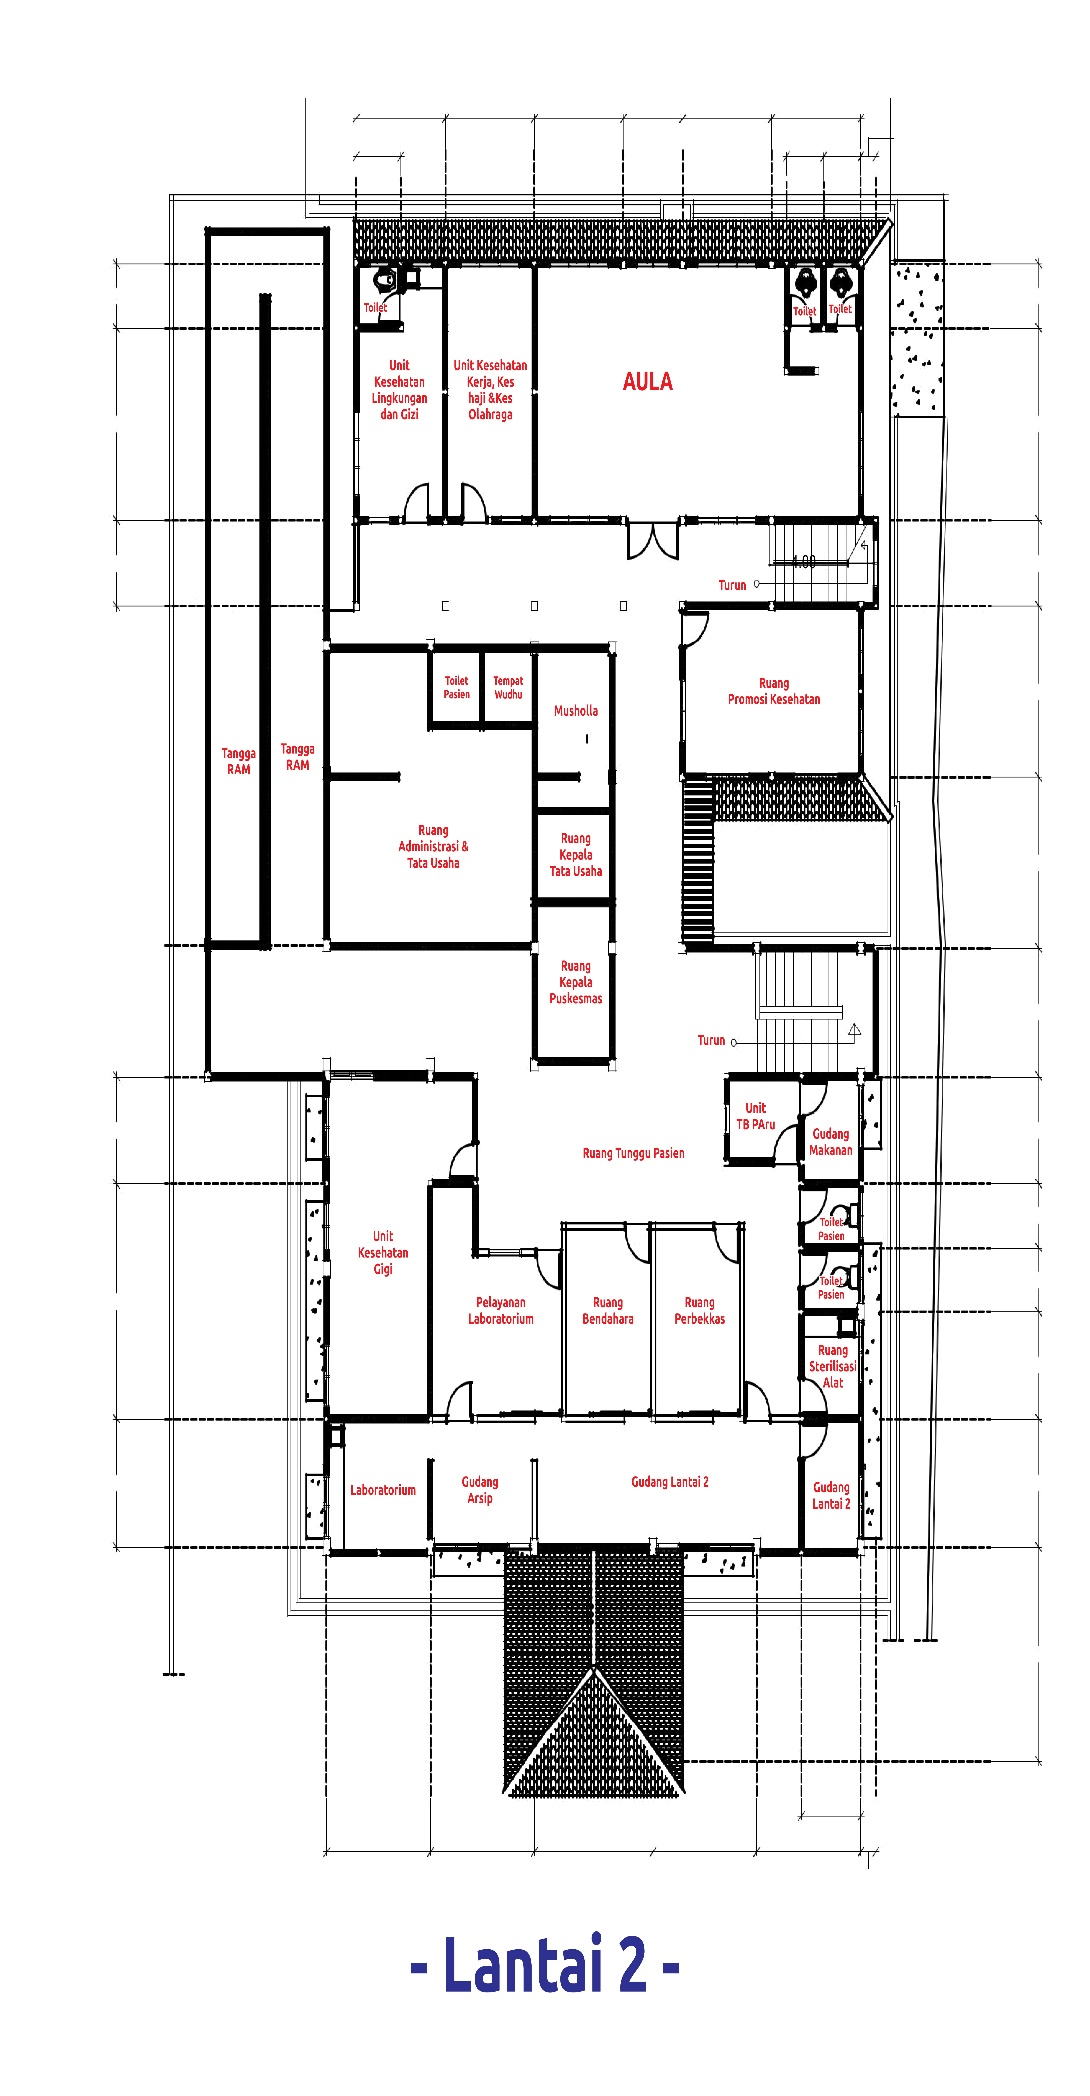 Toilet
Toilet
Toilet
Unit
Kesehatan
Lingkungan
dan Gizi
Unit Kesehatan
Kerja, Kes
haji &Kes
Olahraga
AULA
4.00
Turun
Toilet
Pasien
Tempat
Wudhu
Musholla
Ruang
Promosi Kesehatan
Tangga
RAM
Tangga
RAM
Ruang
Administrasi &
Tata Usaha
Ruang
Kepala
Tata Usaha
Ruang
Kepala
Puskesmas
Turun
Unit
TB PAru
Gudang
Makanan
Ruang Tunggu Pasien
Unit
Kesehatan
Gigi
Toilet
Pasien
Toilet
Pasien
Pelayanan
Laboratorium
Ruang
Bendahara
Ruang
Perbekkas
Ruang
Sterilisasi
Alat
Laboratorium
Gudang
Arsip
Gudang Lantai 2
Gudang
Lantai 2
- Lantai 2 -